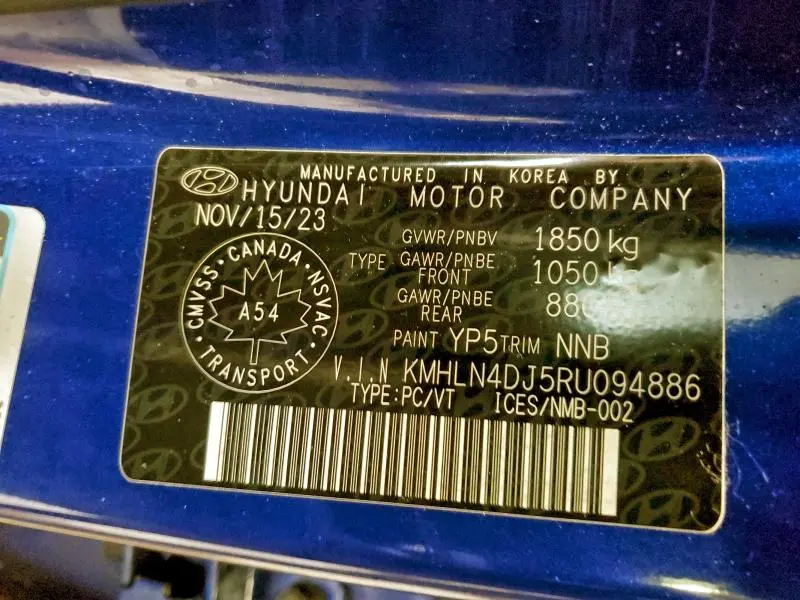 MANUFACTURED IN KOREA BY
HYUNDAI MOTOR COMPANY
NOV/15/23
GVWR/PNBV 1850 kg
TYPE GAWR/PNBE FRONT 1050 kg
GAWR/PNBE REAR
CMVSS • CANADA • NSVAC • TRANSPORT •
A54
PAINT YP5 TRIM NNB
V.I.N KMHLN4DJ5RU094886
TYPE:PC/VT ICES/NMB-002